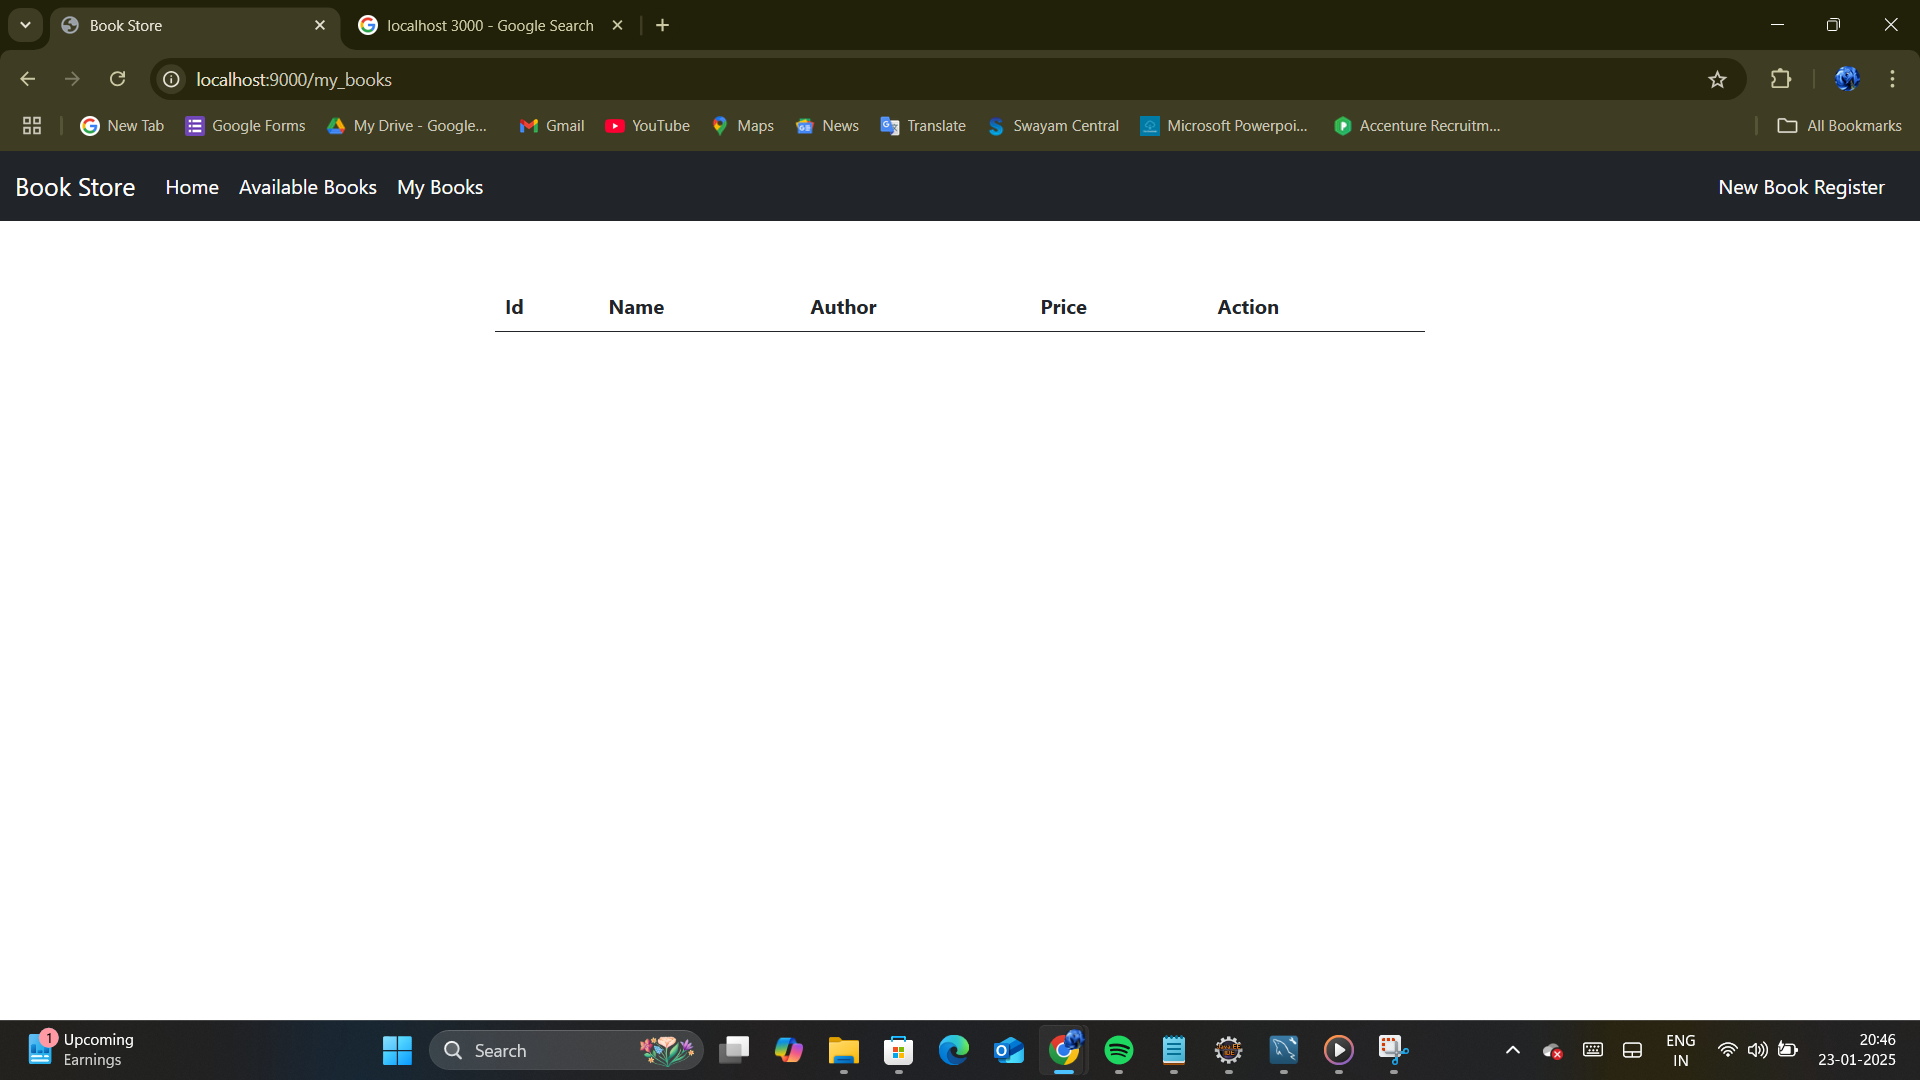 Book Store
localhost 3000 - Google Search
localhost:9000/my_books
New Tab
Google Forms
My Drive - Google...
Gmail
YouTube
Maps
News
Translate
Swayam Central
Microsoft Powerpoi...
Accenture Recruitm...
All Bookmarks
Book Store
Home
Available Books
My Books
New Book Register
Id Name Author Price Action
1
Upcoming
Earnings
Search
ENG
IN
20:46
23-01-2025